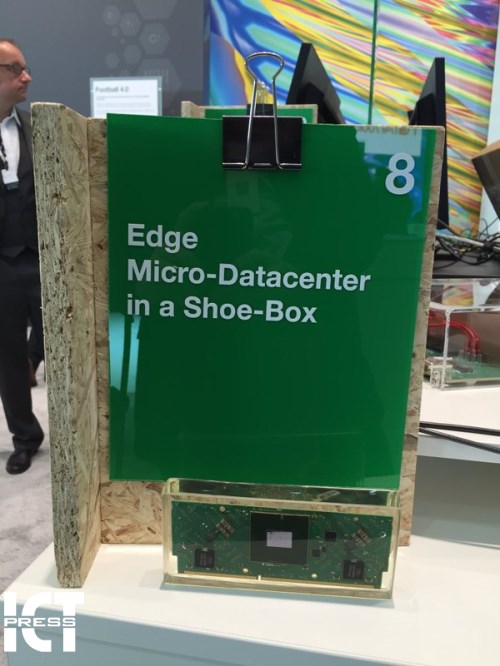 Football 4.0
8
Edge
Micro-Datacenter
in a Shoe-Box
ICT
PRESS